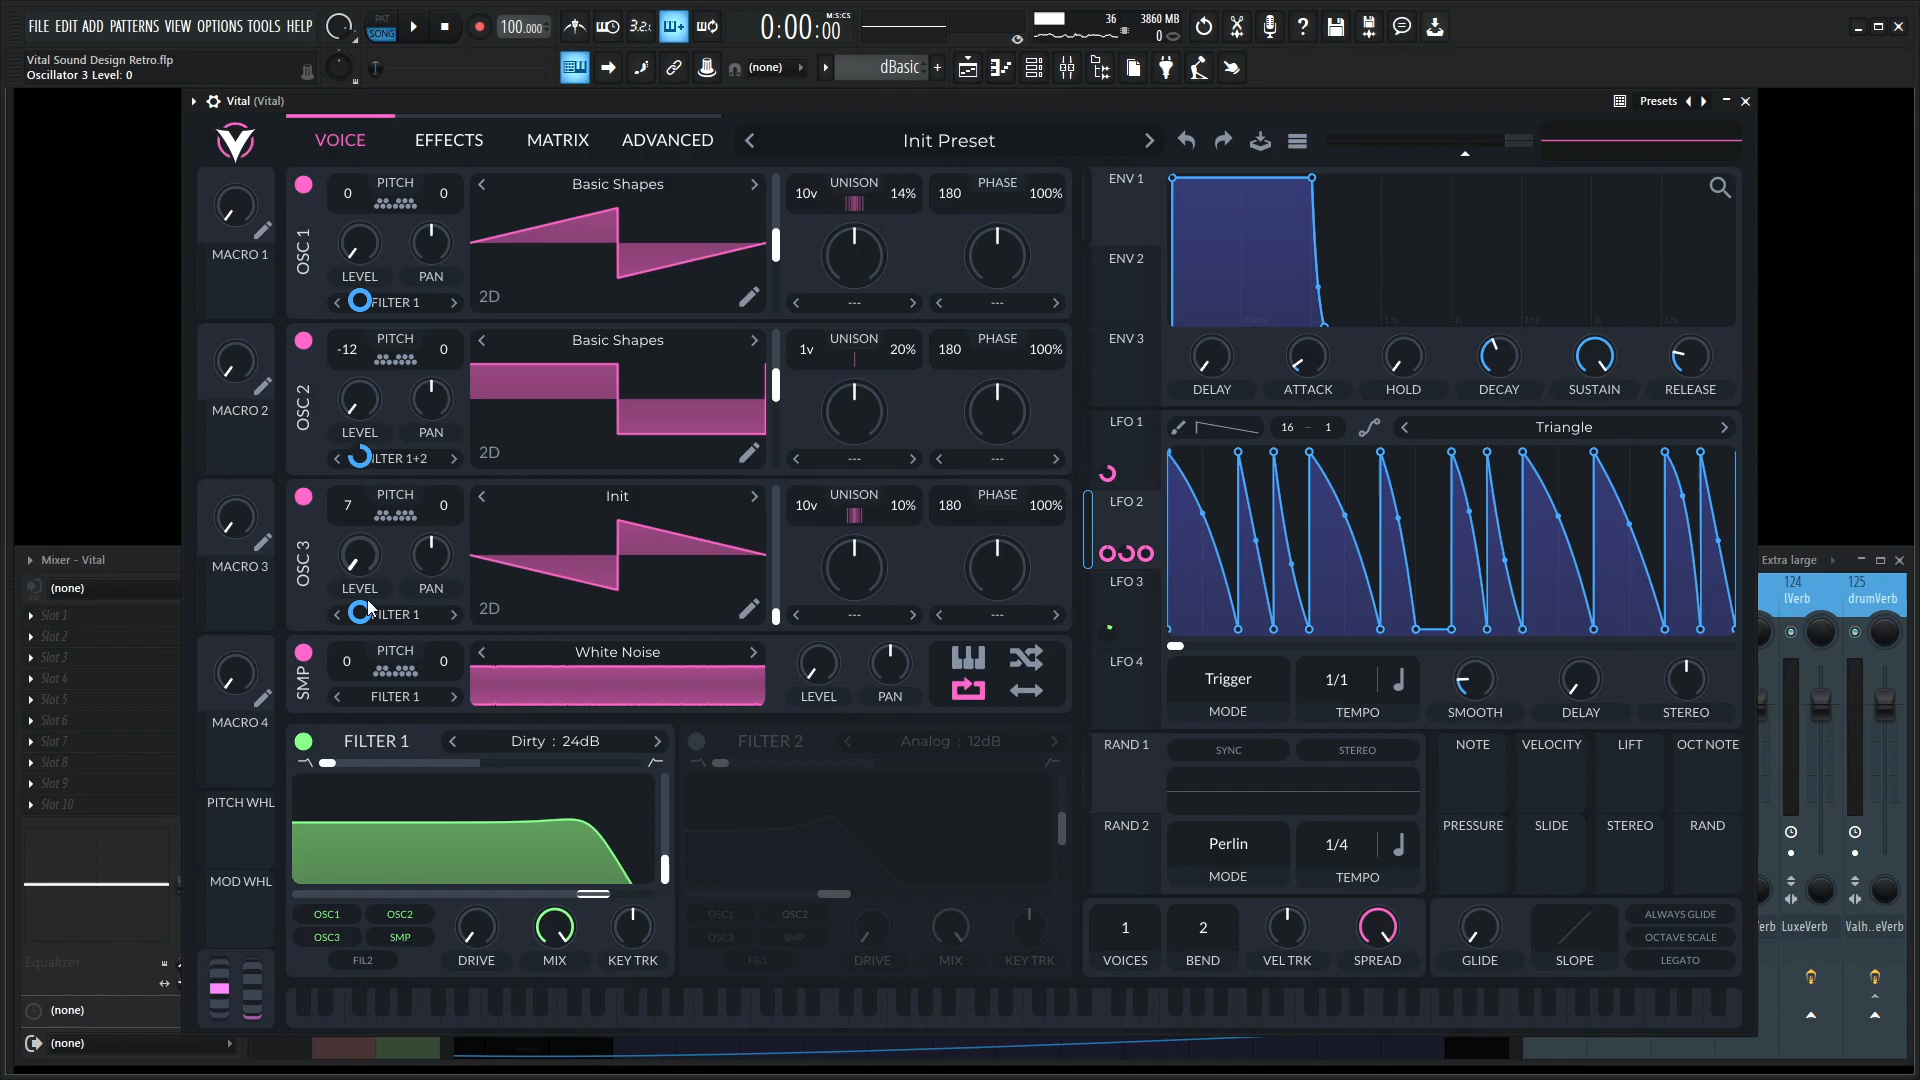 FILE EDIT ADD PATTERNS VIEW OPTIONS TOOLS HELP
PAT
SONG
100.000
0:00:00
M:S:CS
36
3860 MB
0
Vital Sound Design Retro.flp
Oscillator 3 Level: 0
(none)
dBasic
Vital (Vital)
Presets
VOICE
EFFECTS
MATRIX
ADVANCED
Init Preset
MACRO 1
MACRO 2
MACRO 3
MACRO 4
PITCH WHL
MOD WHL
OSC 1
0
PITCH
0
LEVEL
PAN
FILTER 1
Basic Shapes
2D
10v
UNISON
14%
180
PHASE
100%
---
---
OSC 2
-12
PITCH
0
LEVEL
PAN
ILTER 1+2
Basic Shapes
2D
1v
UNISON
20%
180
PHASE
100%
---
---
OSC 3
7
PITCH
0
LEVEL
PAN
FILTER 1
Init
2D
10v
UNISON
10%
180
PHASE
100%
---
---
SMP
0
PITCH
0
FILTER 1
White Noise
LEVEL
PAN
FILTER 1
Dirty : 24dB
OSC1
OSC2
OSC3
SMP
FIL2
DRIVE
MIX
KEY TRK
FILTER 2
Analog : 12dB
OSC1
OSC2
OSC3
SMP
FIL1
DRIVE
MIX
KEY TRK
ENV 1
ENV 2
ENV 3
DELAY
ATTACK
HOLD
DECAY
SUSTAIN
RELEASE
LFO 1
LFO 2
LFO 3
LFO 4
16 – 1
Triangle
Trigger
MODE
1/1
TEMPO
SMOOTH
DELAY
STEREO
RAND 1
RAND 2
SYNC
STEREO
Perlin
MODE
1/4
TEMPO
NOTE
VELOCITY
LIFT
OCT NOTE
PRESSURE
SLIDE
STEREO
RAND
1
VOICES
2
BEND
VEL TRK
SPREAD
GLIDE
SLOPE
ALWAYS GLIDE
OCTAVE SCALE
LEGATO
Mixer - Vital
(none)
Slot 1
Slot 2
Slot 3
Slot 4
Slot 5
Slot 6
Slot 7
Slot 8
Slot 9
Slot 10
Equalizer
(none)
(none)
Extra large
124
125
lVerb
drumVerb
erb
LuxeVerb
Valh..eVerb